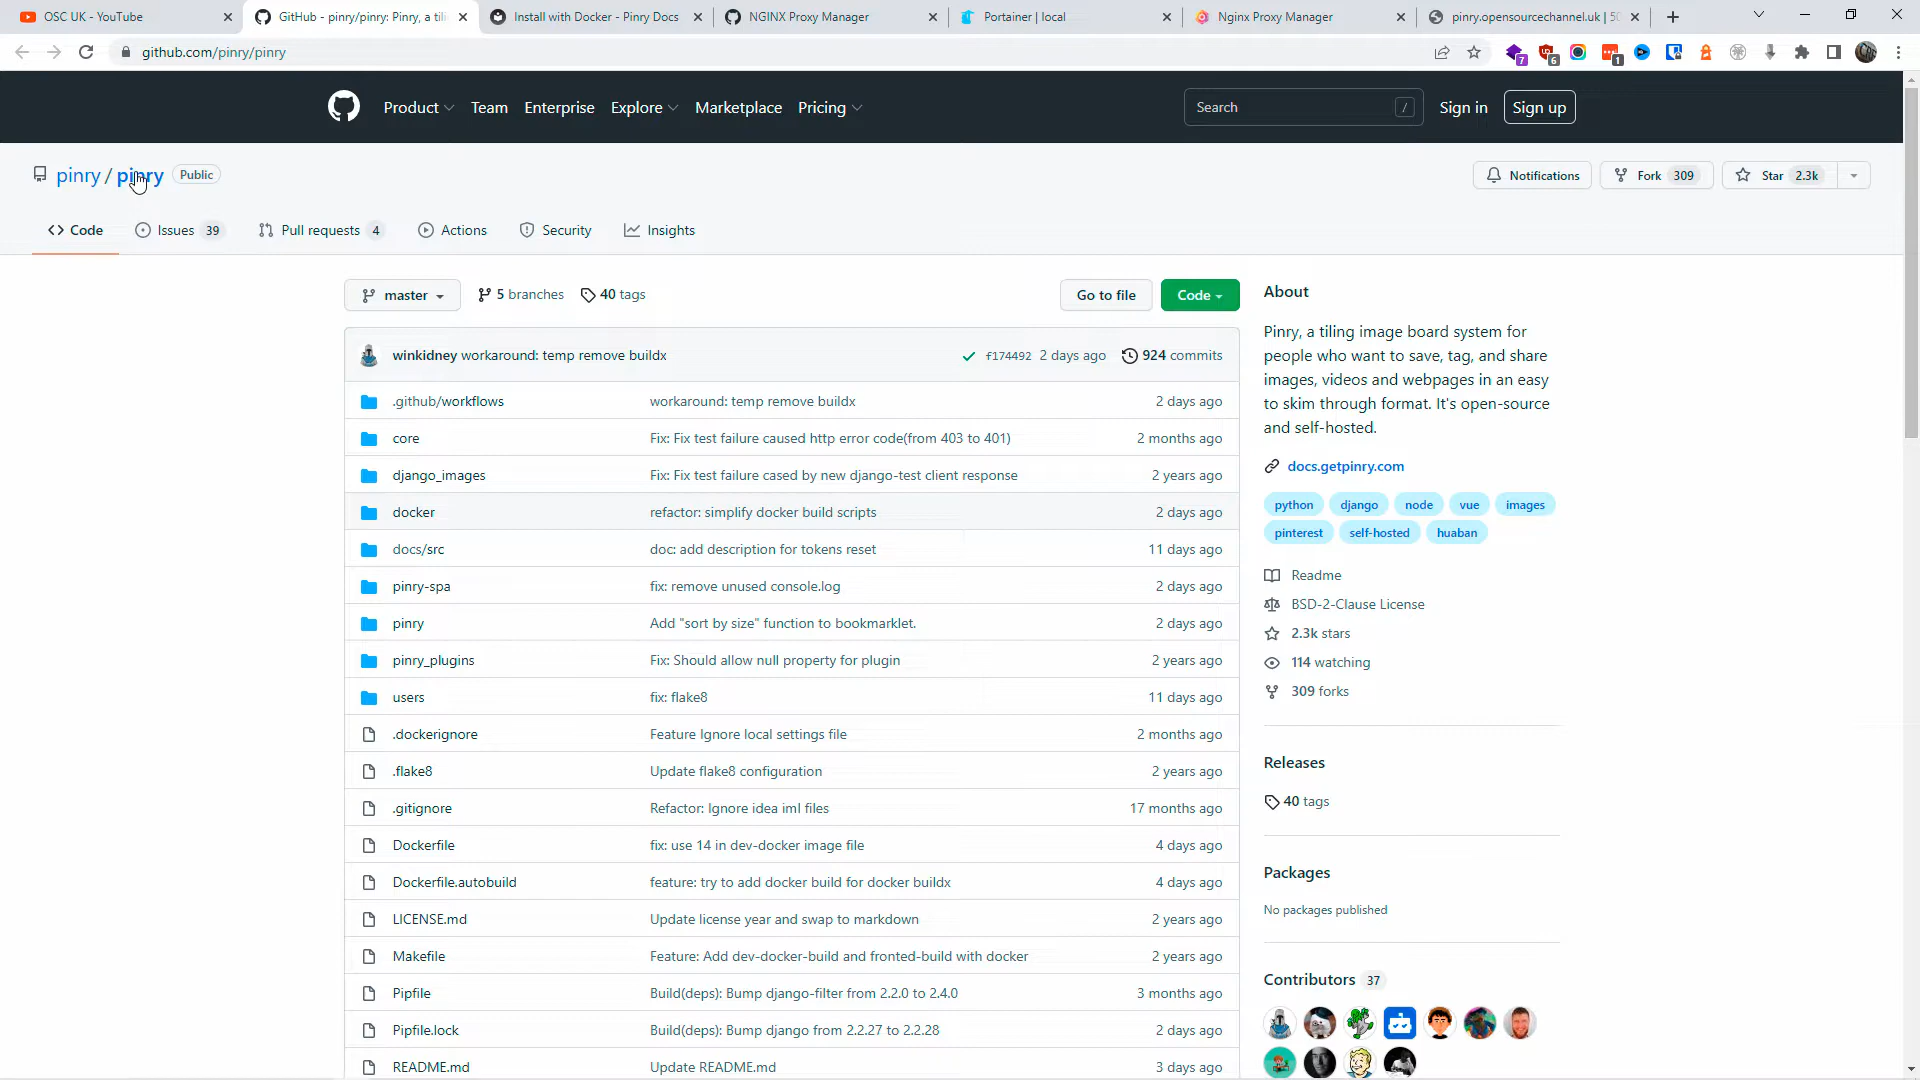 OSC UK - YouTube
GitHub - pinry/pinry: Pinry, a til
Install with Docker - Pinry Docs
NGINX Proxy Manager
Portainer | local
Nginx Proxy Manager
pinry.opensourcechannel.uk | 50
github.com/pinry/pinry
7
6
1
Product
Team
Enterprise
Explore
Marketplace
Pricing
Search
/
Sign in
Sign up
pinry / pinry
Public
Notifications
Fork 309
Star 2.3k
Code
Issues 39
Pull requests 4
Actions
Security
Insights
master
5 branches
40 tags
Go to file
Code
winkidney workaround: temp remove buildx
f174492 2 days ago
924 commits
.github/workflows workaround: temp remove buildx 2 days ago
core Fix: Fix test failure caused http error code(from 403 to 401) 2 months ago
django_images Fix: Fix test failure cased by new django-test client response 2 years ago
docker refactor: simplify docker build scripts 2 days ago
docs/src doc: add description for tokens reset 11 days ago
pinry-spa fix: remove unused console.log 2 days ago
pinry Add "sort by size" function to bookmarklet. 2 days ago
pinry_plugins Fix: Should allow null property for plugin 2 years ago
users fix: flake8 11 days ago
.dockerignore Feature Ignore local settings file 2 months ago
.flake8 Update flake8 configuration 2 years ago
.gitignore Refactor: Ignore idea iml files 17 months ago
Dockerfile fix: use 14 in dev-docker image file 4 days ago
Dockerfile.autobuild feature: try to add docker build for docker buildx 4 days ago
LICENSE.md Update license year and swap to markdown 2 years ago
Makefile Feature: Add dev-docker-build and fronted-build with docker 2 years ago
Pipfile Build(deps): Bump django-filter from 2.2.0 to 2.4.0 3 months ago
Pipfile.lock Build(deps): Bump django from 2.2.27 to 2.2.28 2 days ago
README.md Update README.md 3 days ago
About
Pinry, a tiling image board system for
people who want to save, tag, and share
images, videos and webpages in an easy
to skim through format. It's open-source
and self-hosted.
docs.getpinry.com
python django node vue images
pinterest self-hosted huaban
Readme
BSD-2-Clause License
2.3k stars
114 watching
309 forks
Releases
40 tags
Packages
No packages published
Contributors 37